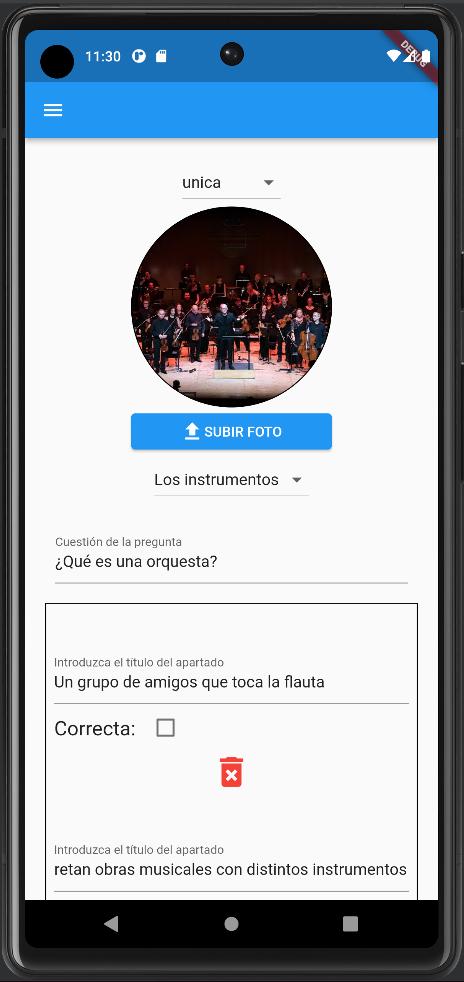 11:30
DEBUG
unica
SUBIR FOTO
Los instrumentos
Cuestión de la pregunta
¿Qué es una orquesta?
Introduzca el título del apartado
Un grupo de amigos que toca la flauta
Correcta:
Introduzca el título del apartado
retan obras musicales con distintos instrumentos